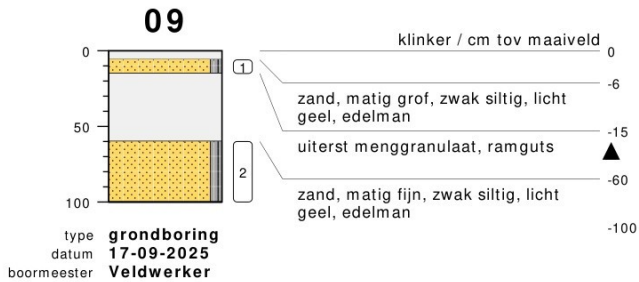 09
klinker / cm tov maaiveld
0
0
1
-6
zand, matig grof, zwak siltig, licht
geel, edelman
50
-15
uiterst menggranulaat, ramguts
2
-60
zand, matig fijn, zwak siltig, licht
geel, edelman
100
-100
type grondboring
datum 17-09-2025
boormeester Veldwerker